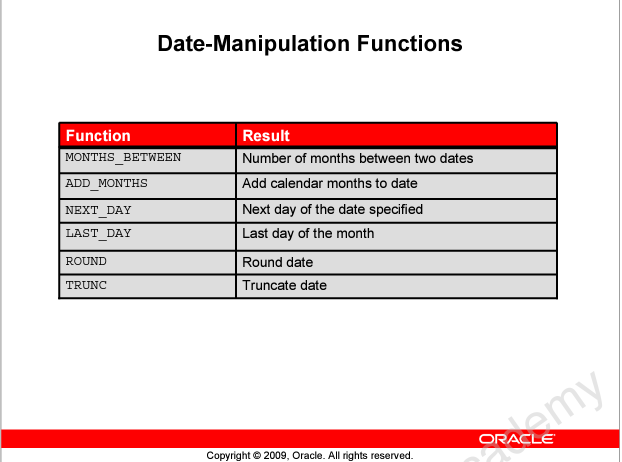 Date-Manipulation Functions
Function Result
MONTHS_BETWEEN Number of months between two dates
ADD_MONTHS Add calendar months to date
NEXT_DAY Next day of the date specified
LAST_DAY Last day of the month
ROUND Round date
TRUNC Truncate date
ORACLE
Copyright © 2009, Oracle. All rights reserved.